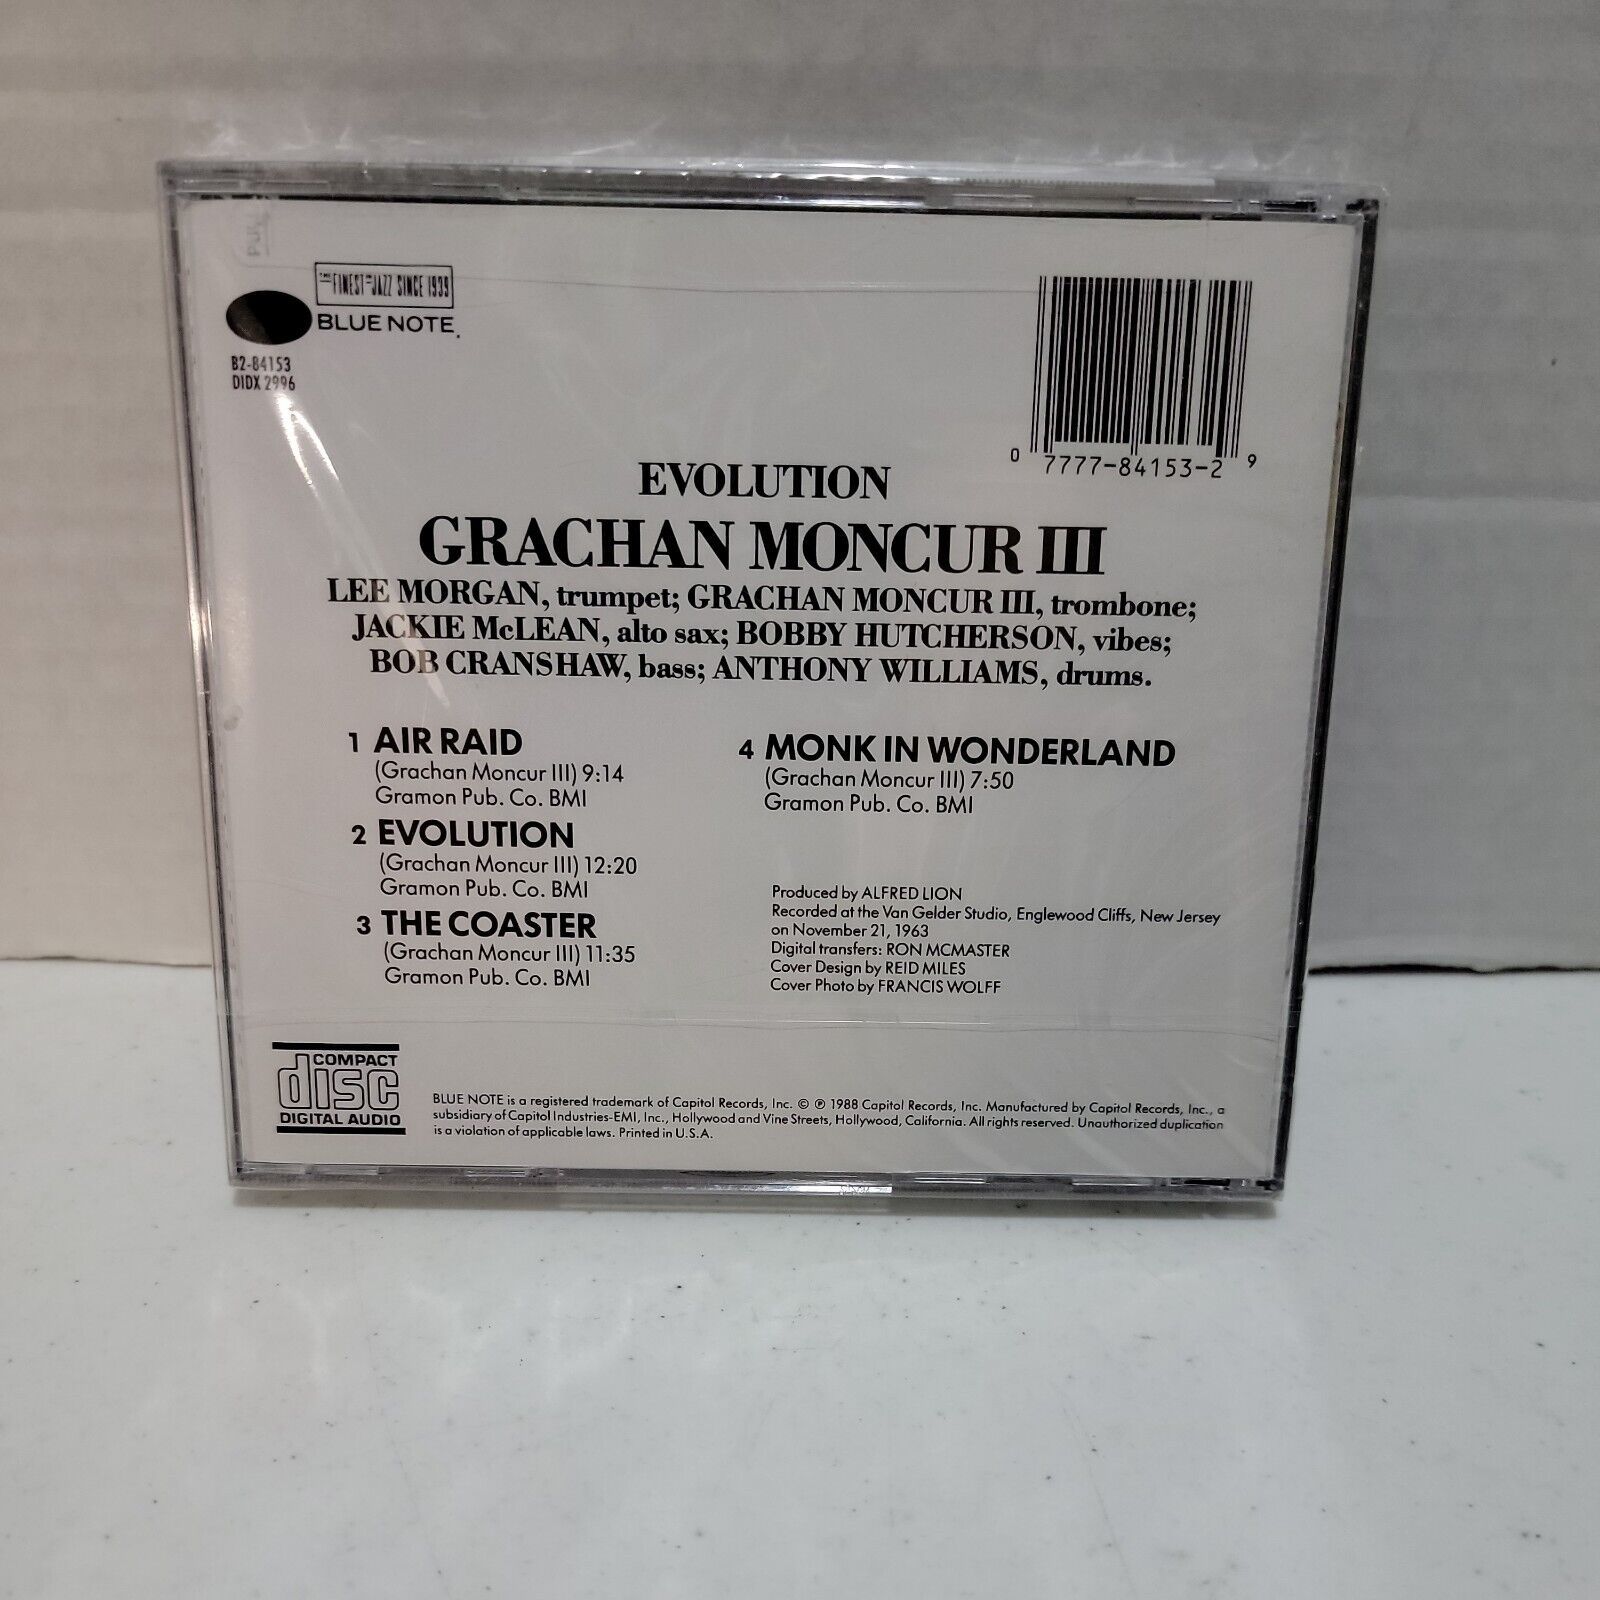 THE FINEST IN JAZZ SINCE 1939
BLUE NOTE.
B2-84153
DIDX 2996
0 7777-84153-2 9
EVOLUTION
GRACHAN MONCUR III
LEE MORGAN, trumpet; GRACHAN MONCUR III, trombone;
JACKIE McLEAN, alto sax; BOBBY HUTCHERSON, vibes;
BOB CRANSHAW, bass; ANTHONY WILLIAMS, drums.
1 AIR RAID
(Grachan Moncur III) 9:14
Gramon Pub. Co. BMI
2 EVOLUTION
(Grachan Moncur III) 12:20
Gramon Pub. Co. BMI
3 THE COASTER
(Grachan Moncur III) 11:35
Gramon Pub. Co. BMI
4 MONK IN WONDERLAND
(Grachan Moncur III) 7:50
Gramon Pub. Co. BMI
Produced by ALFRED LION
Recorded at the Van Gelder Studio, Englewood Cliffs, New Jersey
on November 21, 1963
Digital transfers: RON MCMASTER
Cover Design by REID MILES
Cover Photo by FRANCIS WOLFF
COMPACT
disc
DIGITAL AUDIO
BLUE NOTE is a registered trademark of Capitol Records, Inc. © ℗ 1988 Capitol Records, Inc. Manufactured by Capitol Records, Inc., a
subsidiary of Capitol Industries-EMI, Inc., Hollywood and Vine Streets, Hollywood, California. All rights reserved. Unauthorized duplication
is a violation of applicable laws. Printed in U.S.A.